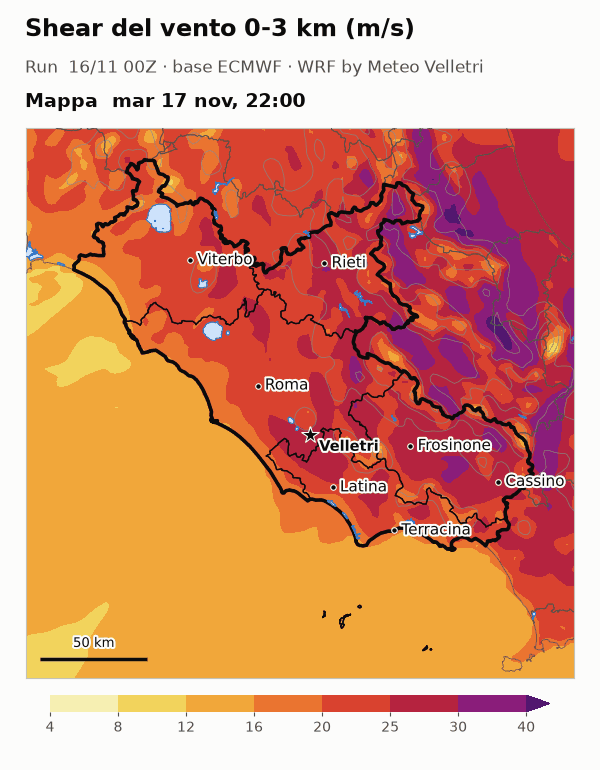 Shear del vento 0-3 km (m/s)
Run  16/11 00Z · base ECMWF · WRF by Meteo Velletri
Mappa  mar 17 nov, 22:00
Viterbo
Rieti
Roma
Velletri
Frosinone
Cassino
Latina
Terracina
50 km
4 8 12 16 20 25 30 40